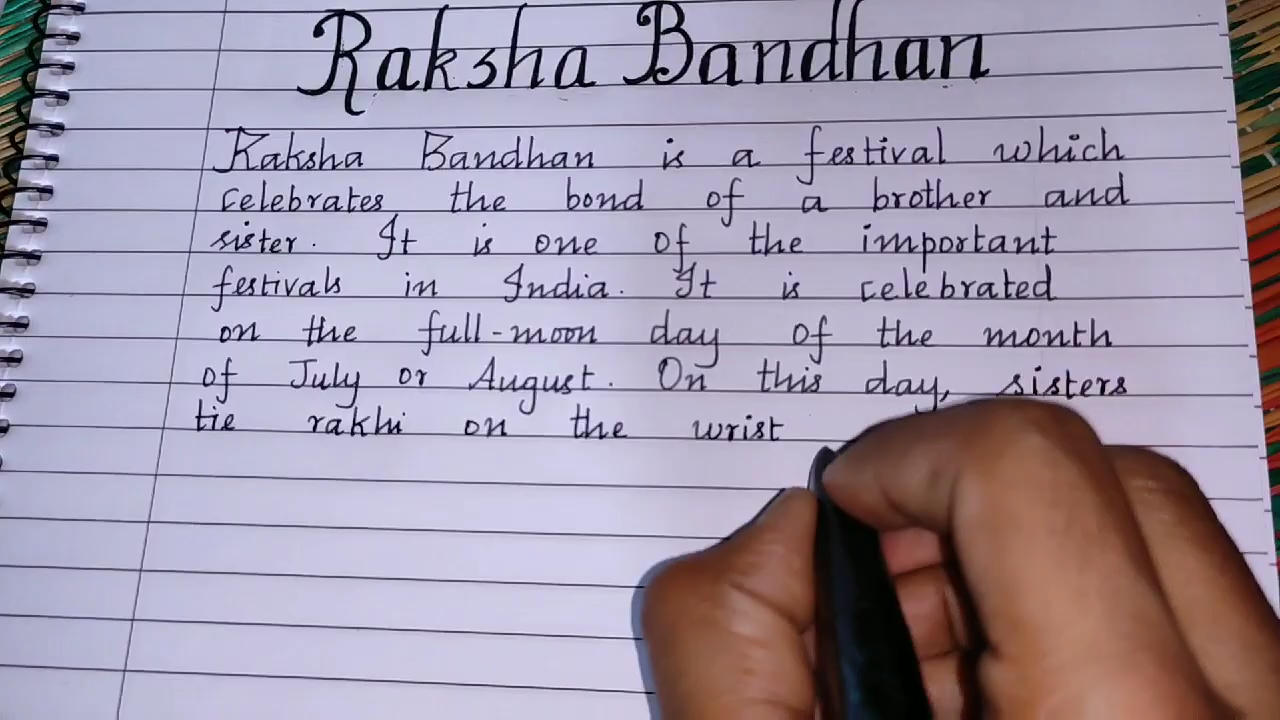 Raksha Bandhan
Raksha Bandhan is a festival which
celebrates the bond of a brother and
sister. It is one of the important
festivals in India. It is celebrated
on the full-moon day of the month
of July or August. On this day, sisters
tie rakhi on the wrist